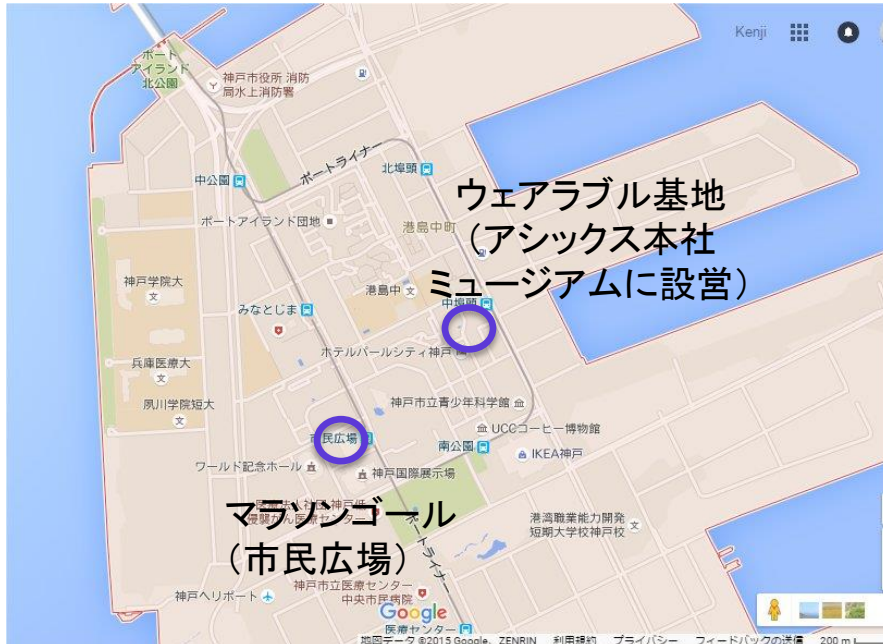 Kenji
ポート
アイランド
北公園
神戸市役所 消防
局水上消防署
ポートライナー
北埠頭
中公園
ウェアラブル基地
（アシックス本社
ミュージアムに設営）
ポートアイランド団地
港島中町
神戸学院大
港島中
中埠頭
みなとじま
ホテルパールシティ神戸
兵庫医療大
夙川学院短大
神戸市立青少年科学館
UCCコーヒー博物館
市民広場
南公園
IKEA神戸
ワールド記念ホール
神戸国際展示場
マラソンゴール
（市民広場）
港湾職業能力開発
短期大学校神戸校
ポートライナ
神戸市立医療センター
中央市民病院
神戸ヘリポート
Google
医療センター
地図データ ©2015 Google、ZENRIN 利用規約 プライバシー フィードバックの送信 200 m